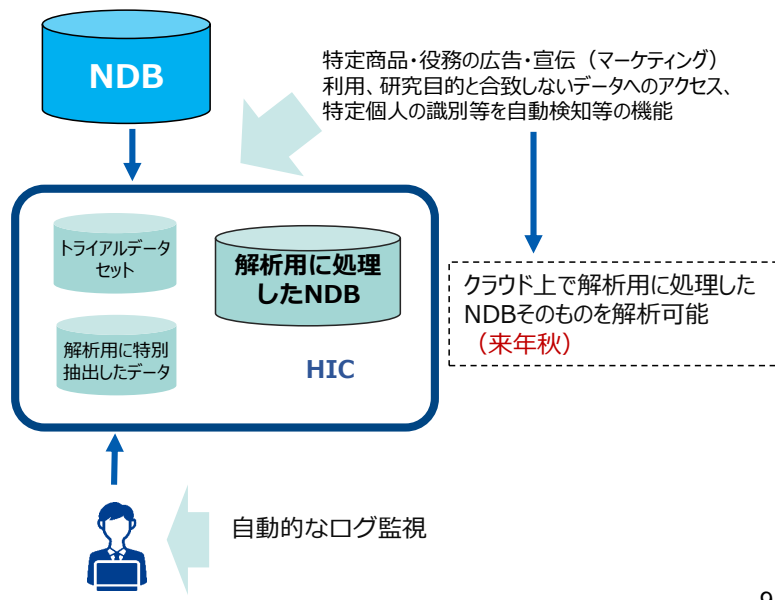 NDB
特定商品・役務の広告・宣伝（マーケティング）
利用、研究目的と合致しないデータへのアクセス、
特定個人の識別等を自動検知等の機能
トライアルデータ
セット
解析用に処理
したNDB
解析用に特別
抽出したデータ
HIC
クラウド上で解析用に処理した
NDBそのものを解析可能
（来年秋）
自動的なログ監視
9